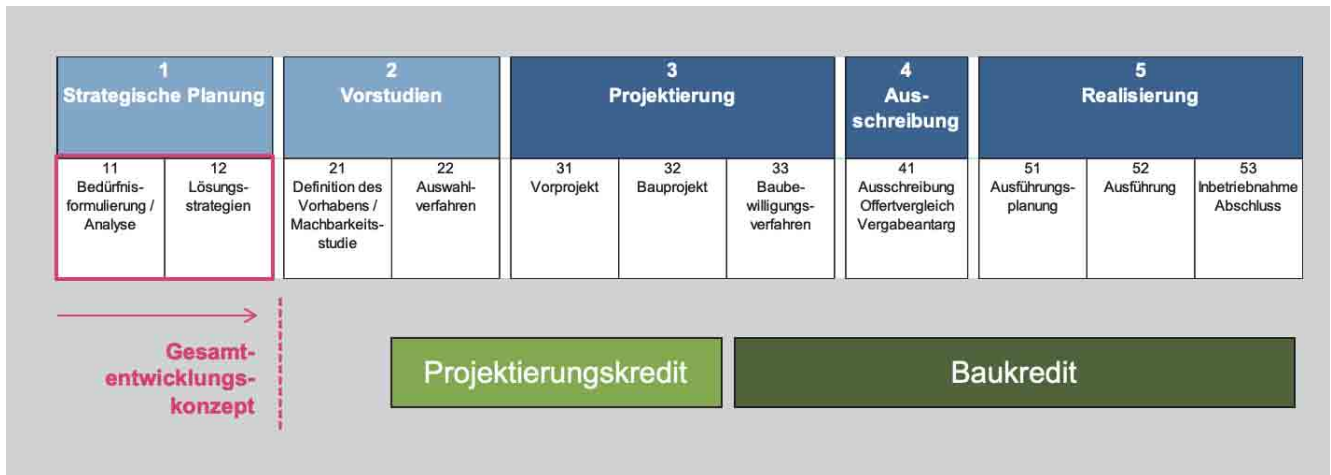 1
Strategische Planung
2
Vorstudien
3
Projektierung
4
Aus-
schreibung
5
Realisierung
11
Bedürfnis-
formulierung /
Analyse
12
Lösungs-
strategien
21
Definition des
Vorhabens /
Machbarkeits-
studie
22
Auswahl-
verfahren
31
Vorprojekt
32
Bauprojekt
33
Baube-
willigungs-
verfahren
41
Ausschreibung
Offertvergleich
Vergabeantarg
51
Ausführungs-
planung
52
Ausführung
53
Inbetriebnahme
Abschluss
Gesamt-
entwicklungs-
konzept
Projektierungskredit
Baukredit